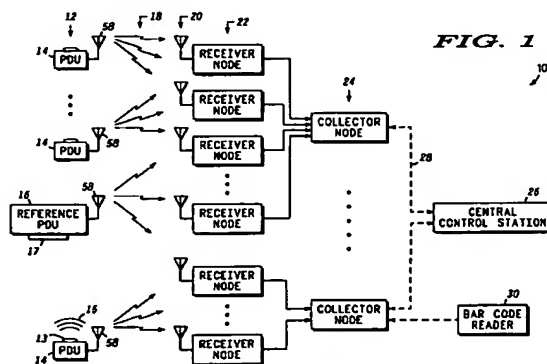 12
58
18
20
22
FIG. 1
14
PDU
RECEIVER
NODE
10
24
RECEIVER
NODE
COLLECTOR
NODE
14
PDU
58
RECEIVER
NODE
28
16
58
26
REFERENCE
PDU
RECEIVER
NODE
CENTRAL
CONTROL STATION
17
15
RECEIVER
NODE
30
13
58
COLLECTOR
NODE
BAR CODE
READER
14
PDU
RECEIVER
NODE